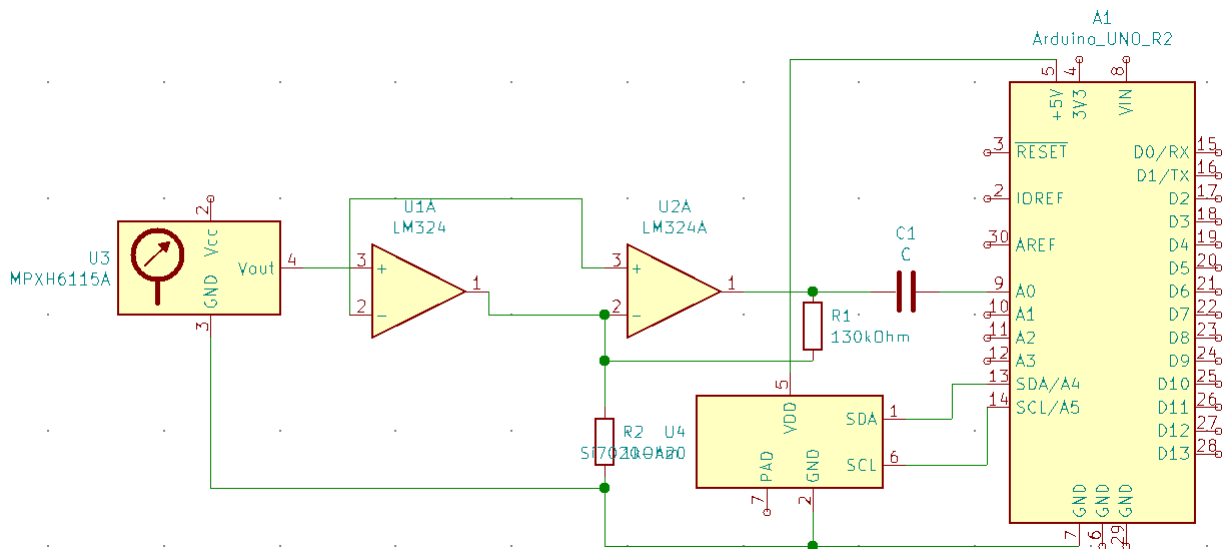 A1
Arduino_UNO_R2
5
4
8
+5V
3V3
VIN
3
RESET
D0/RX
15
D1/TX
16
2
IOREF
D2
17
D3
18
30
AREF
D4
19
D5
20
9
A0
D6
21
10
A1
D7
22
11
A2
D8
23
12
A3
D9
24
13
SDA/A4
D10
25
14
SCL/A5
D11
26
D12
27
D13
28
GND
GND
GND
7
6
29
U3
MPXH6115A
2
Vcc
Vout
4
GND
3
U1A
LM324
3
+
2
-
1
U2A
LM324A
3
+
2
-
1
C1
C
R1
130kOhm
R2
U4
5
VDD
SDA
1
SCL
6
PAD
GND
7
2